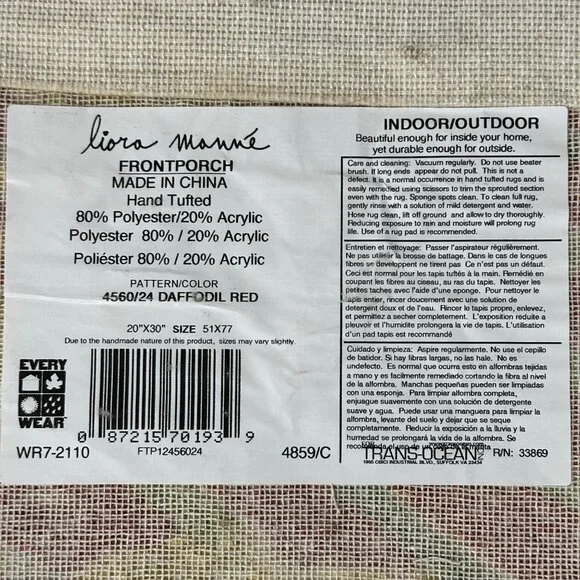 liora manné
FRONTPORCH
MADE IN CHINA
Hand Tufted
80% Polyester/20% Acrylic
Polyester 80% / 20% Acrylic
Poliéster 80% / 20% Acrylic
PATTERN/COLOR
4560/24 DAFFODIL RED
20"X30" SIZE 51X77
Due to the handmade nature of this product, sizes may vary slightly.
EVERY
WEAR
0 87215 70193 9
WR7-2110
FTP12456024
4859/C
INDOOR/OUTDOOR
Beautiful enough for inside your home,
yet durable enough for outside.
Care and cleaning: Vacuum regularly. Do not use beater
brush. If long ends appear do not pull. This is not a
defect. It is a normal occurrence in hand tufted rugs and is
easily remedied using scissors to trim the sprouted section
even with the rug. Sponge spots clean. To clean full rug,
gently rinse with a solution of mild detergent and water.
Hose rug clean, lift off ground and allow to dry thoroughly.
Reducing exposure to rain and moisture will prolong rug
life. Use of a rug pad is recommended.
Entretien et nettoyage: Passer l'aspirateur régulièrement.
Ne pas utiliser la brosse de battage. Dans le cas de longues
fibres se developpent ne tirent pas Ce n'est pas un défaut.
Ceci est normal pour les tapis tuftés à la main. Remédié en
coupant les fibres au ciseau, au ras du tapis. Nettoyer les
petites taches avec l'aide d'une eponge. Pour nettoyer le
tapis entier, rincer doucement avec une solution de
detergent doux et de l'eau. Rincer le tapis propre, enlevez,
et permittez a secher completement. L'exposition reduite a
pleuvoir et l'humidite prolongera la vie de tapis. L'utilisation
d'un pad tapis est recommandé
Cuidado y limpieza: Aspire regularmente. No use el cepillo
de batidor. Si hay fibras largas, no las hale. No es
undefecto. Es normal que ocurra esto en alfombras tejidas
a mano y es facilmente remediado cortando la fibra al nivel
de la alfombra. Manchas pequeñas pueden ser limpiadas
con una esponja. Para limpiar alfombra completa,
enjuague suavemente con una solución de detergente
suave y agua. Puede usar una manguera para limpiar la
alfombra, levante del suelo y dejar que se seque
completamente. Reducir la exposición a la lluvia y la
humedad se prolongará la vida de la alfombra. Se
TRANS-OCEAN
R/N: 33869
1805 CBICI INDUSTRIAL BLVD., SUFFOLK VA 23434